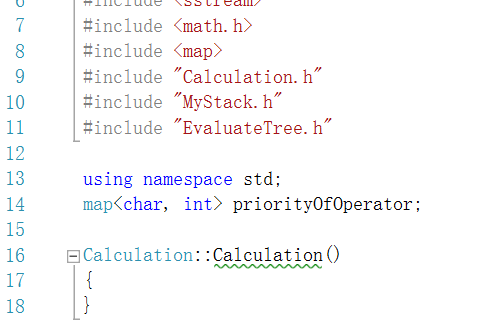 6 #include <sstream>
7 #include <math.h>
8 #include <map>
9 #include "Calculation.h"
10 #include "MyStack.h"
11 #include "EvaluateTree.h"
12
13 using namespace std;
14 map<char, int> priorityOfOperator;
15
16 Calculation::Calculation()
17 {
18 }